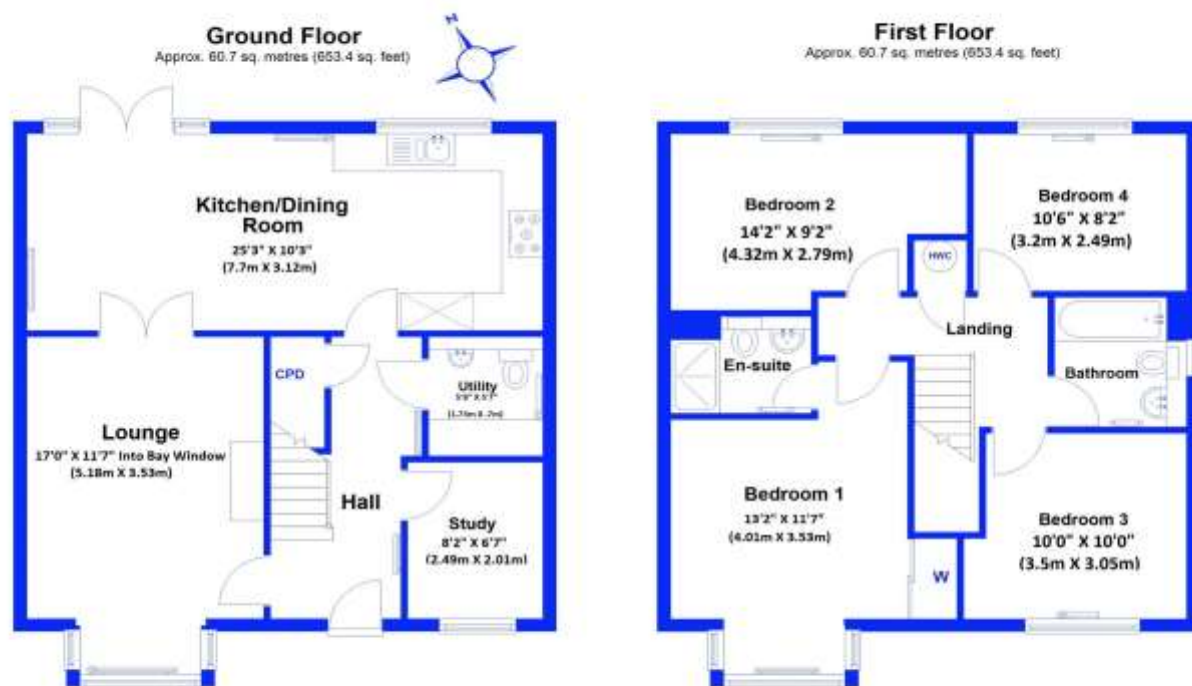 N
Ground Floor
Approx. 60.7 sq. metres (653.4 sq. feet)
Kitchen/Dining
Room
25'3" X 10'3"
(7.7m X 3.12m)
CPD
Utility
Lounge
17'0" X 11'7" Into Bay Window
(5.18m X 3.53m)
Hall
Study
8'2" X 6'7"
(2.49m X 2.01m)
First Floor
Approx. 60.7 sq. metres (653.4 sq. feet)
Bedroom 2
14'2" X 9'2"
(4.32m X 2.79m)
HWC
Bedroom 4
10'6" X 8'2"
(3.2m X 2.49m)
Landing
En-suite
Bathroom
Bedroom 1
13'2" X 11'7"
(4.01m X 3.53m)
W
Bedroom 3
10'0" X 10'0"
(3.5m X 3.05m)